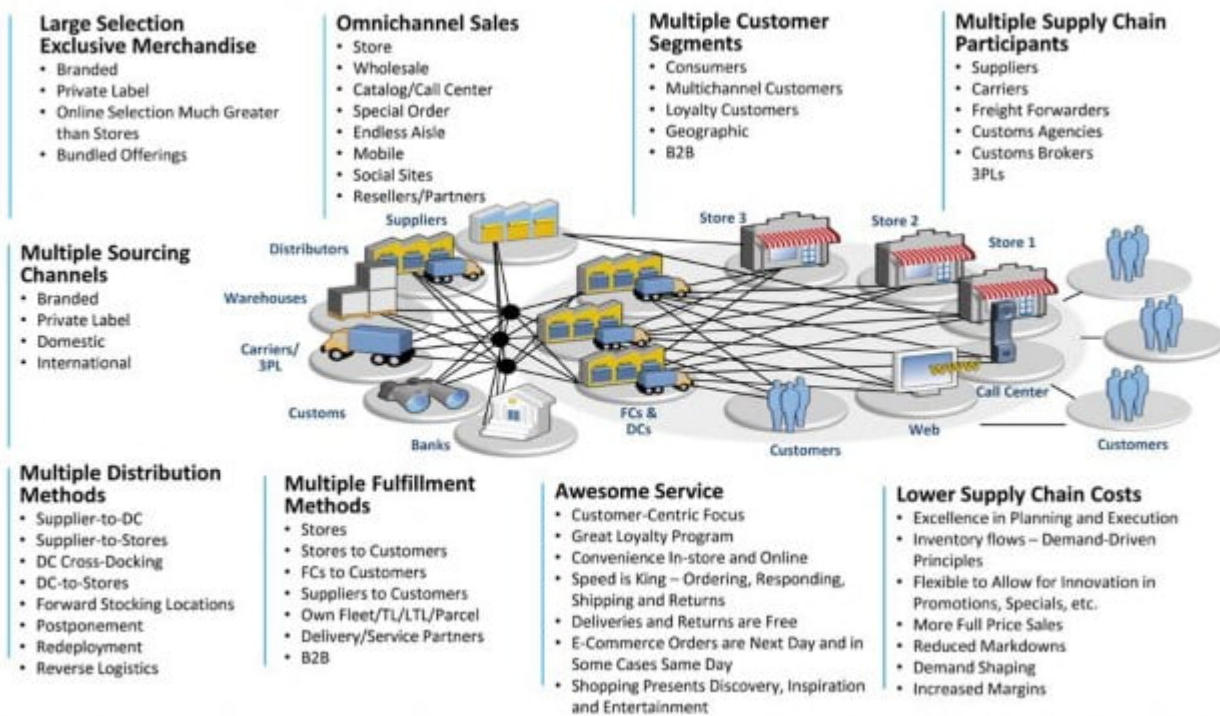 Large Selection
Exclusive Merchandise
• Branded
• Private Label
• Online Selection Much Greater
than Stores
• Bundled Offerings
Omnichannel Sales
• Store
• Wholesale
• Catalog/Call Center
• Special Order
• Endless Aisle
• Mobile
• Social Sites
• Resellers/Partners
Multiple Customer
Segments
• Consumers
• Multichannel Customers
• Loyalty Customers
• Geographic
• B2B
Multiple Supply Chain
Participants
• Suppliers
• Carriers
• Freight Forwarders
• Customs Agencies
• Customs Brokers
3PLs
Multiple Sourcing
Channels
• Branded
• Private Label
• Domestic
• International
Suppliers
Distributors
Warehouses
Carriers/
3PL
Customs
Banks
FCs &
DCs
Store 3
Store 2
Store 1
WWW
Call Center
Web
Customers
Customers
Multiple Distribution
Methods
• Supplier-to-DC
• Supplier-to-Stores
• DC Cross-Docking
• DC-to-Stores
• Forward Stocking Locations
• Postponement
• Redeployment
• Reverse Logistics
Multiple Fulfillment
Methods
• Stores
• Stores to Customers
• FCs to Customers
• Suppliers to Customers
• Own Fleet/TL/LTL/Parcel
• Delivery/Service Partners
• B2B
Awesome Service
• Customer-Centric Focus
• Great Loyalty Program
• Convenience In-store and Online
• Speed is King – Ordering, Responding,
Shipping and Returns
• Deliveries and Returns are Free
• E-Commerce Orders are Next Day and in
Some Cases Same Day
• Shopping Presents Discovery, Inspiration
and Entertainment
Lower Supply Chain Costs
• Excellence in Planning and Execution
• Inventory flows – Demand-Driven
Principles
• Flexible to Allow for Innovation in
Promotions, Specials, etc.
• More Full Price Sales
• Reduced Markdowns
• Demand Shaping
• Increased Margins